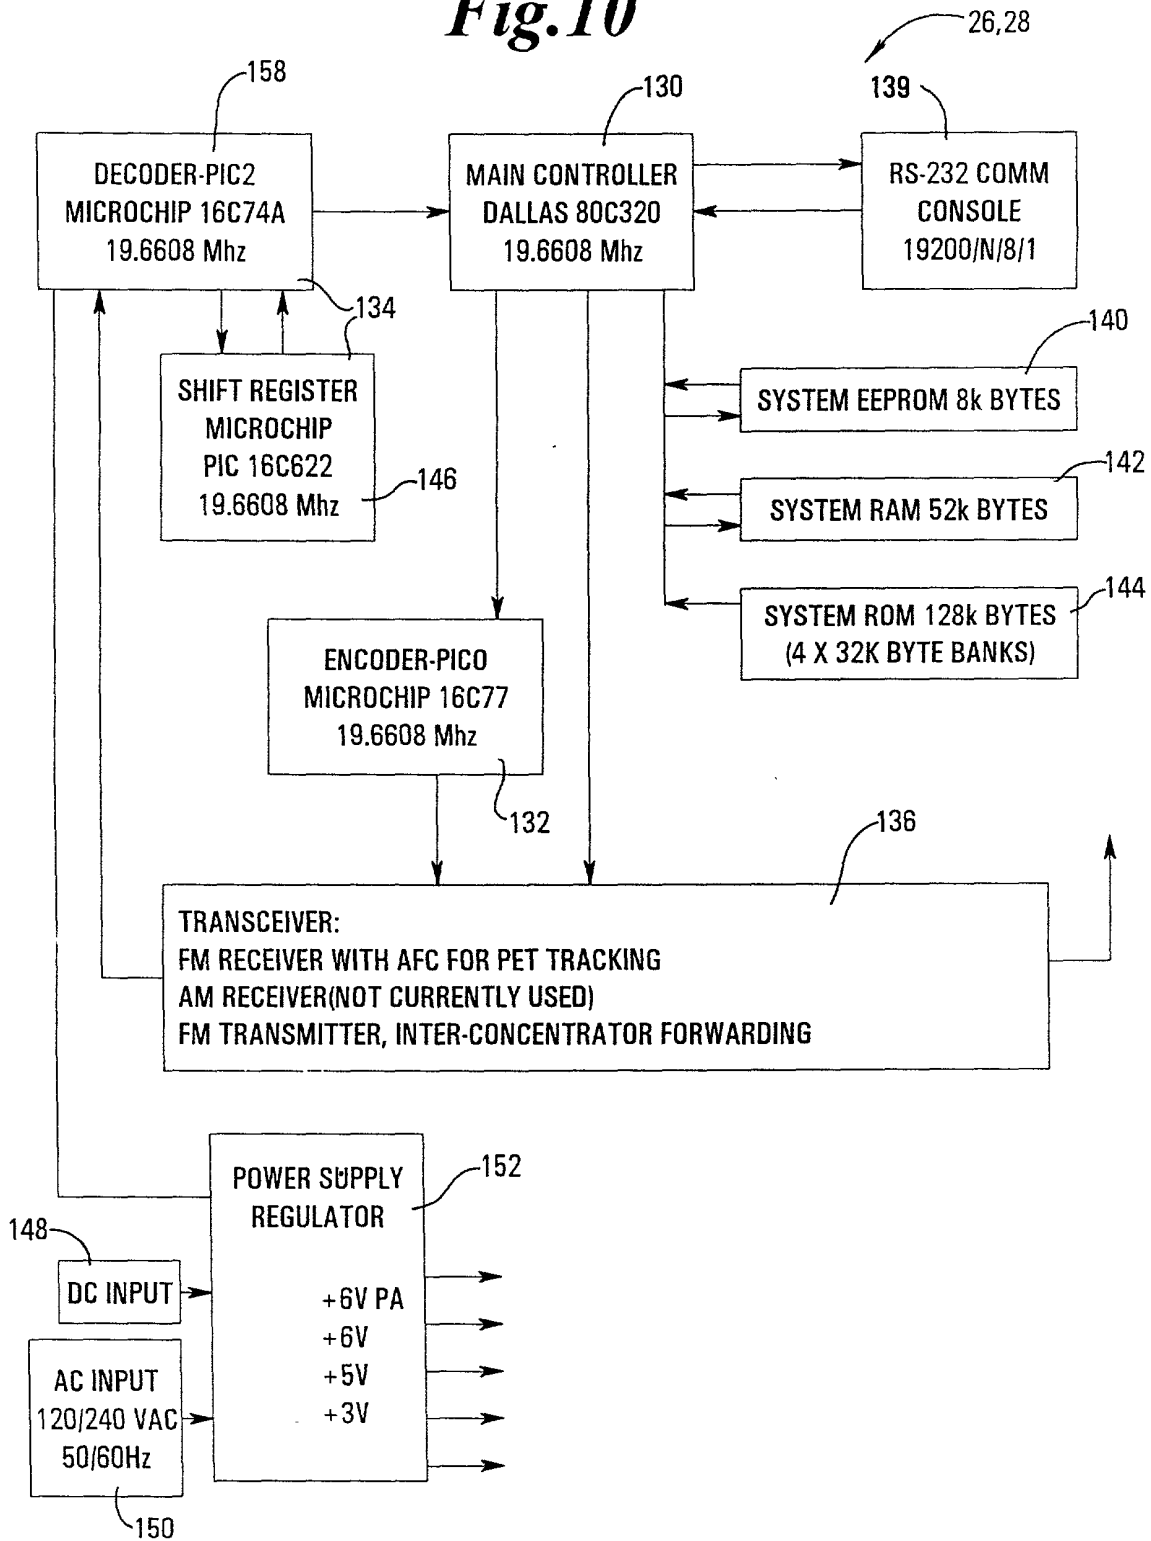 Fig.10
26,28
158
130
139
DECODER-PIC2
MICROCHIP 16C74A
19.6608 Mhz
MAIN CONTROLLER
DALLAS 80C320
19.6608 Mhz
RS-232 COMM
CONSOLE
19200/N/8/1
134
SHIFT REGISTER
MICROCHIP
PIC 16C622
19.6608 Mhz
146
140
SYSTEM EEPROM 8k BYTES
142
SYSTEM RAM 52k BYTES
144
SYSTEM ROM 128k BYTES
(4 X 32K BYTE BANKS)
ENCODER-PICO
MICROCHIP 16C77
19.6608 Mhz
132
136
TRANSCEIVER:
FM RECEIVER WITH AFC FOR PET TRACKING
AM RECEIVER(NOT CURRENTLY USED)
FM TRANSMITTER, INTER-CONCENTRATOR FORWARDING
152
POWER SUPPLY
REGULATOR
+6V PA
+6V
+5V
+3V
148
DC INPUT
AC INPUT
120/240 VAC
50/60Hz
150